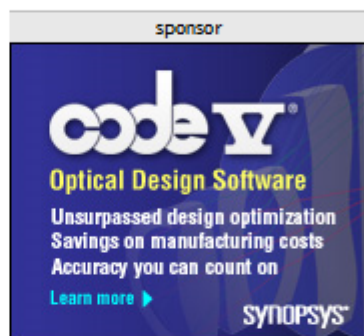 sponsor
code V®
Optical Design Software
Unsurpassed design optimization
Savings on manufacturing costs
Accuracy you can count on
Learn more
SYNOPSYS®